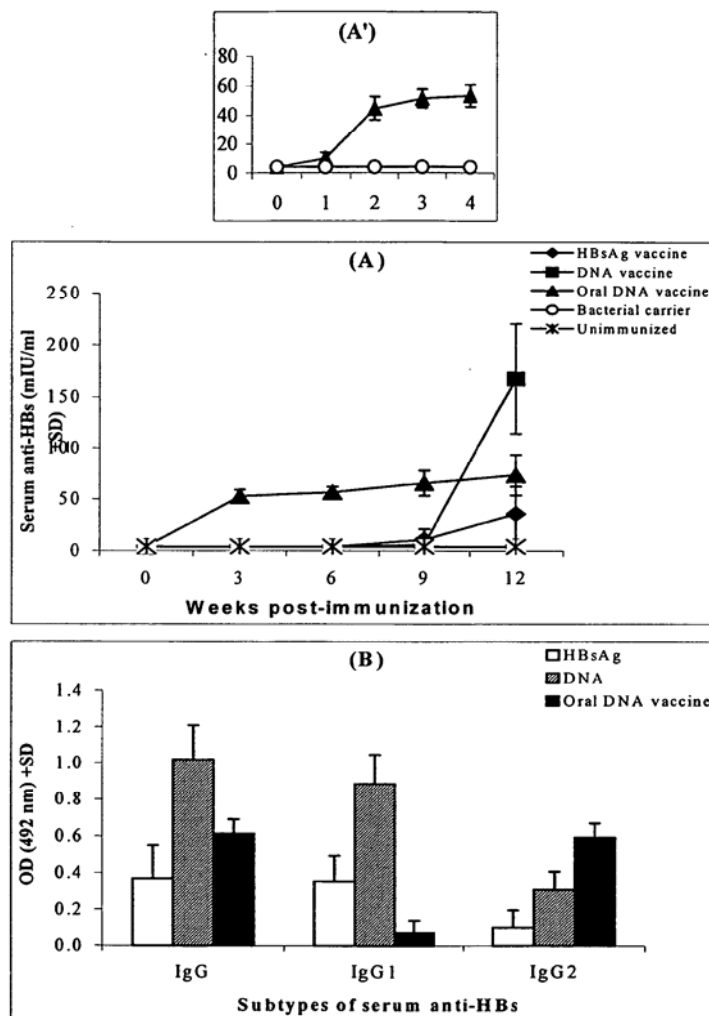 (A')
80
60
40
20
0
0 1 2 3 4
(A)
HBsAg vaccine
DNA vaccine
Oral DNA vaccine
Bacterial carrier
Unimmunized
Serum anti-HBs (mIU/ml
+SD)
250
200
150
100
50
0
0 3 6 9 12
Weeks post-immunization
(B)
HBsAg
DNA
Oral DNA vaccine
OD (492 nm) +SD
1.4
1.2
1.0
0.8
0.6
0.4
0.2
0.0
IgG IgG1 IgG2
Subtypes of serum anti-HBs